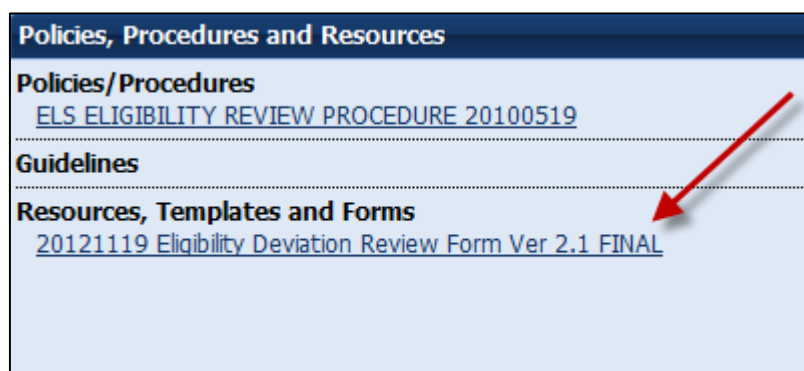 Policies, Procedures and Resources
Policies/Procedures
ELS ELIGIBILITY REVIEW PROCEDURE 20100519
Guidelines
Resources, Templates and Forms
20121119 Eligibility Deviation Review Form Ver 2.1 FINAL